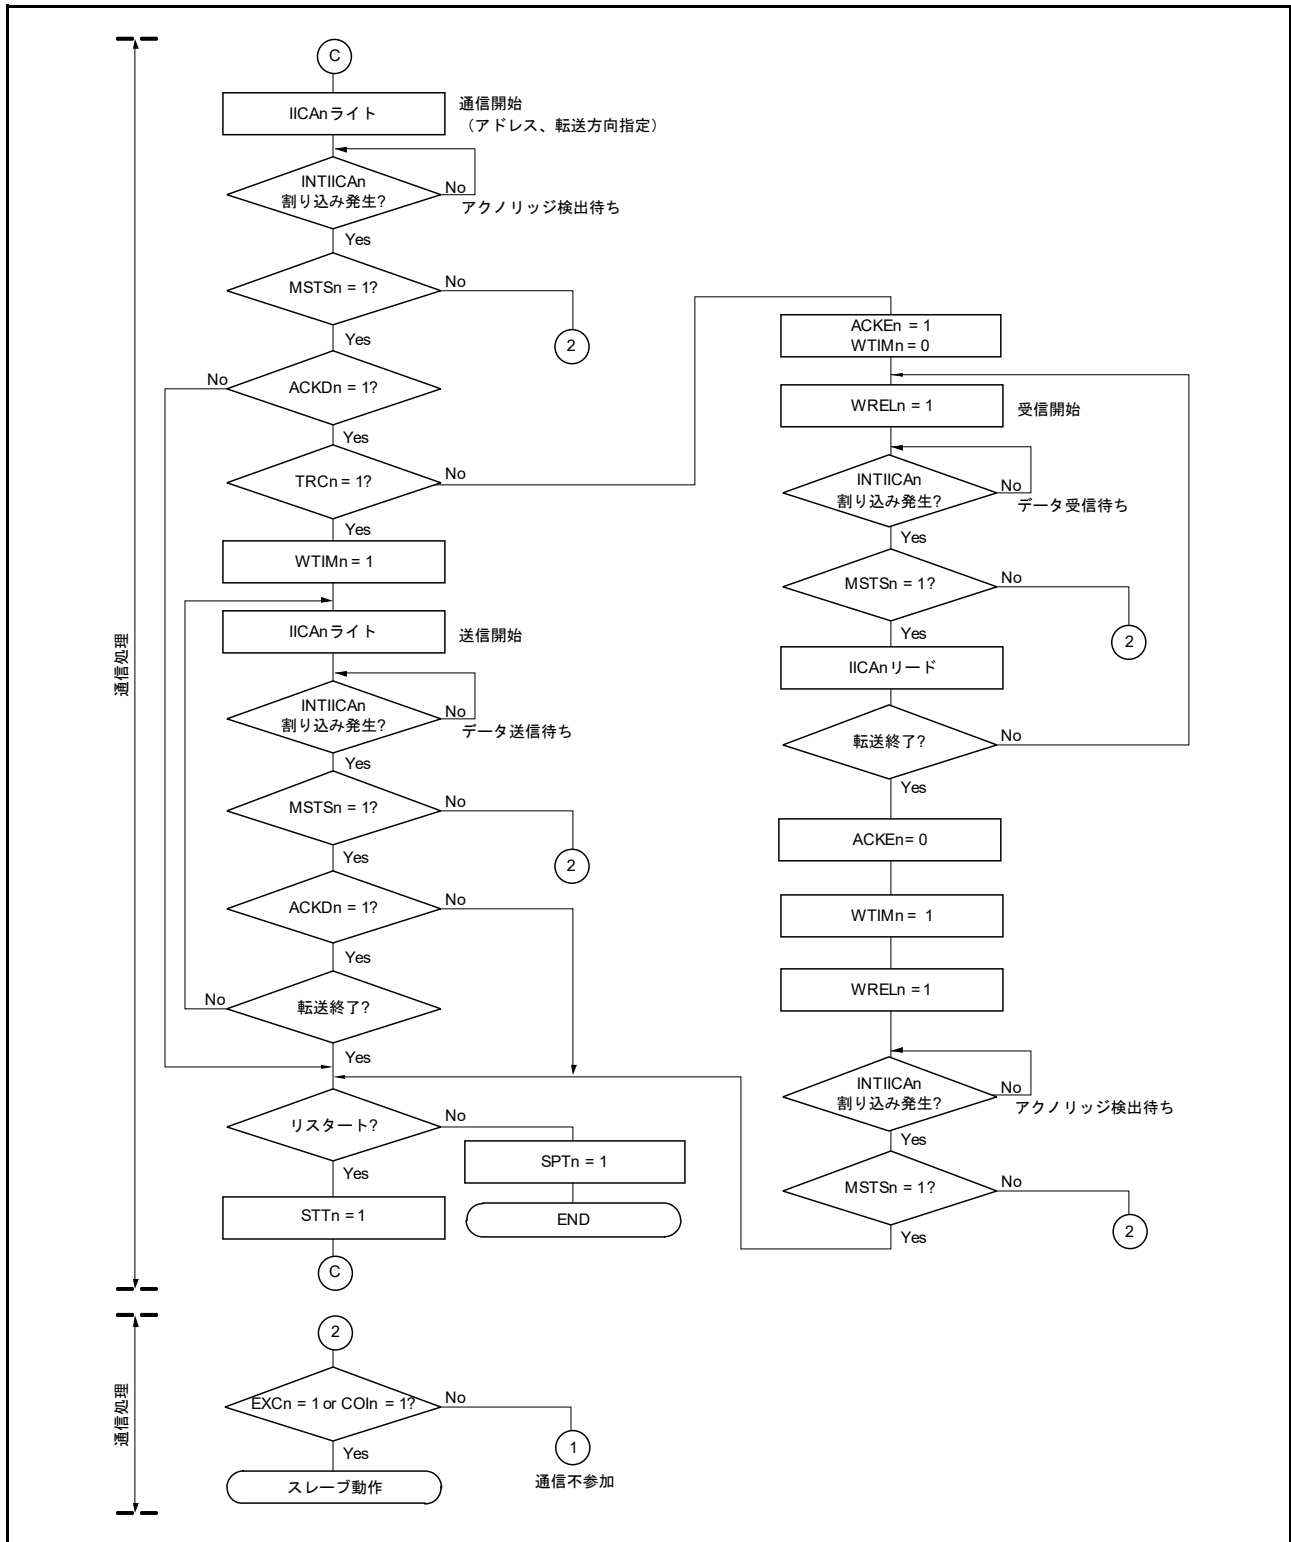 C
IICAnライト
通信開始
（アドレス、転送方向指定）
INTIICAn
割り込み発生?
No
アクノリッジ検出待ち
Yes
MSTSn = 1?
No
2
Yes
ACKDn = 1?
No
Yes
TRCn = 1?
No
Yes
WTIMn = 1
IICAnライト
送信開始
INTIICAn
割り込み発生?
No
データ送信待ち
Yes
MSTSn = 1?
No
2
Yes
ACKDn = 1?
No
Yes
転送終了?
No
Yes
リスタート?
No
SPTn = 1
END
Yes
STTn = 1
C
ACKEn = 1
WTIMn = 0
WRELn = 1
受信開始
INTIICAn
割り込み発生?
No
データ受信待ち
Yes
MSTSn = 1?
No
2
Yes
IICAnリード
転送終了?
No
Yes
ACKEn= 0
WTIMn = 1
WRELn = 1
INTIICAn
割り込み発生?
No
アクノリッジ検出待ち
Yes
MSTSn = 1?
No
2
Yes
通信処理
2
EXCn = 1 or COIn = 1?
No
1
通信不参加
Yes
スレーブ動作
通信処理